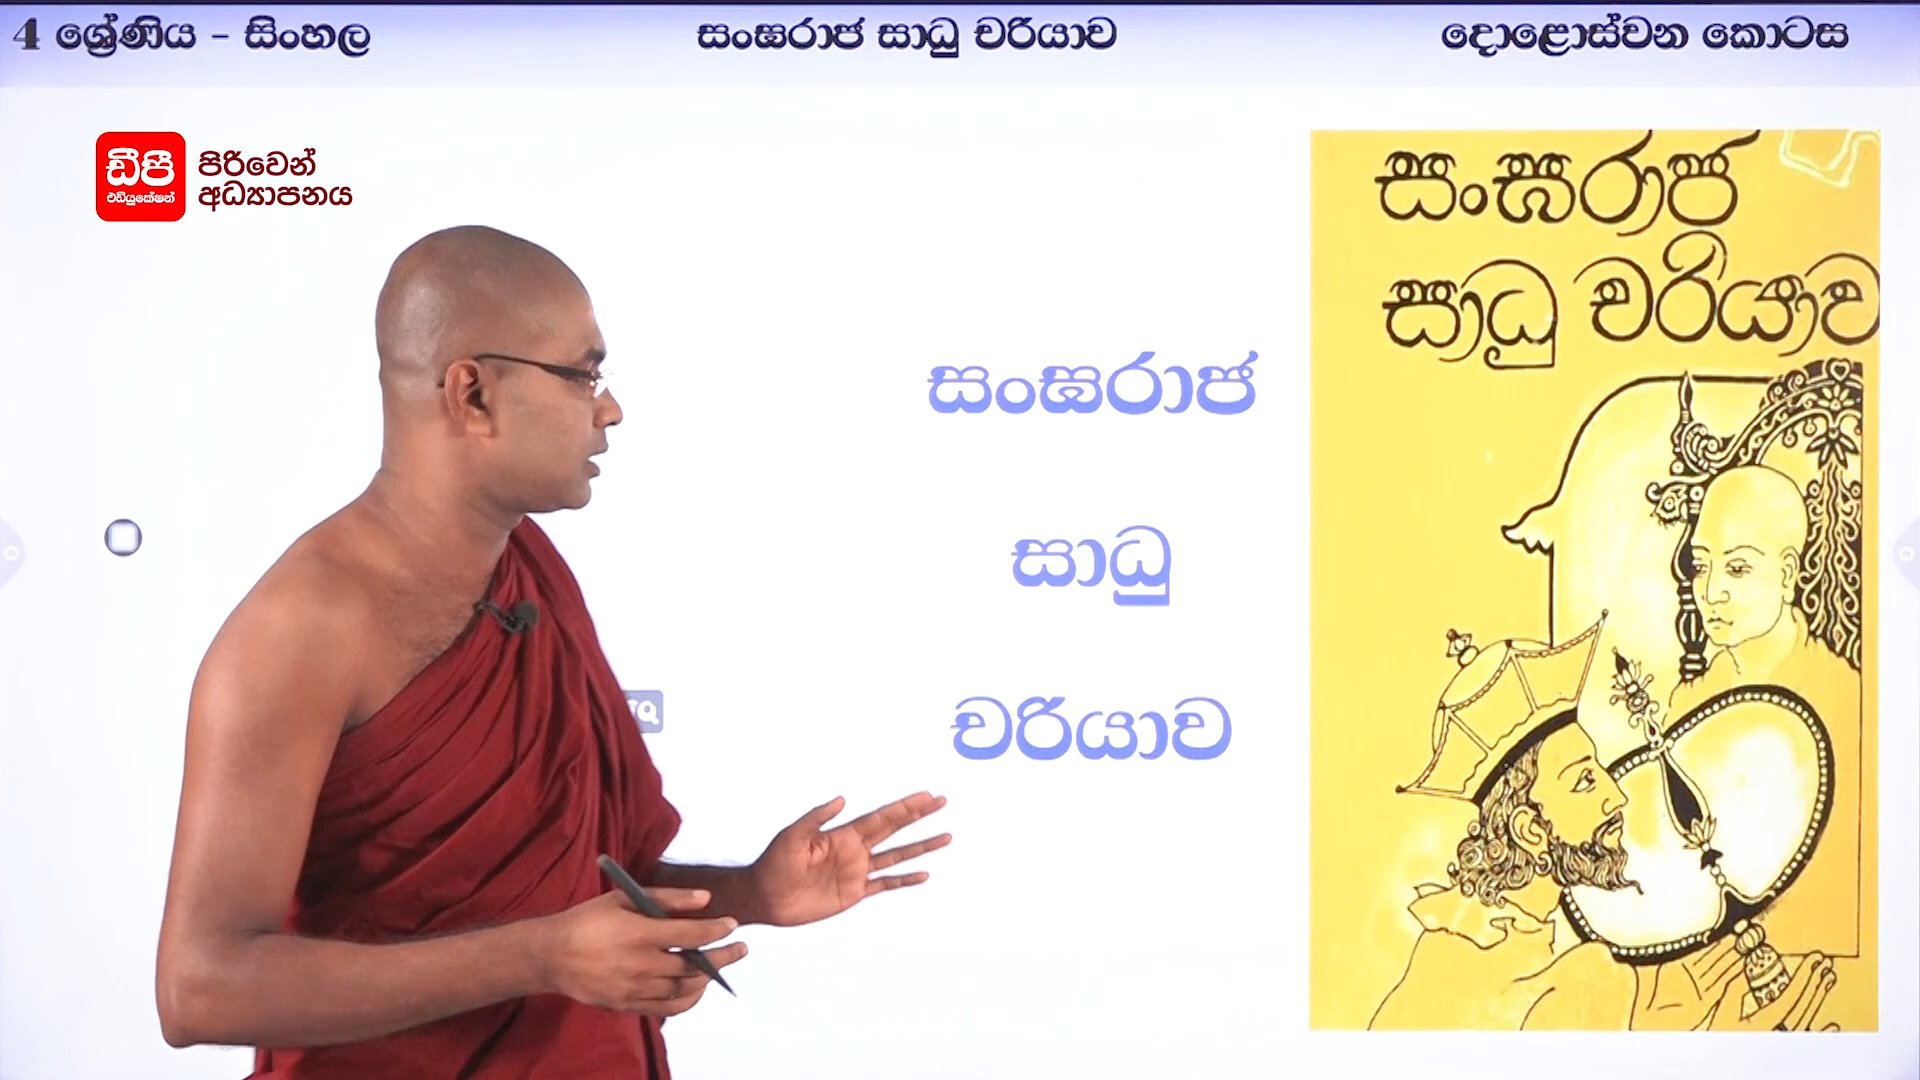 4 ශ්‍රේණිය - සිංහල
සංඝරාජ සාධු චරියාව
දොළොස්වන කොටස
ඩීපී
එඩියුකේෂන්
පිරිවෙන්
අධ්‍යාපනය
සංඝරාජ
සාධු චරියාව
සංඝරාජ
සාධු
චරියාව